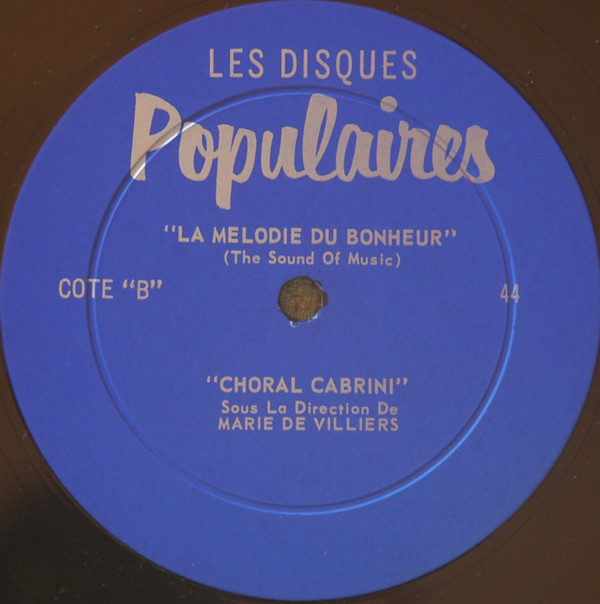 LES DISQUES
Populaires
"LA MELODIE DU BONHEUR"
(The Sound Of Music)
COTE "B"
44
"CHORAL CABRINI"
Sous La Direction De
MARIE DE VILLIERS